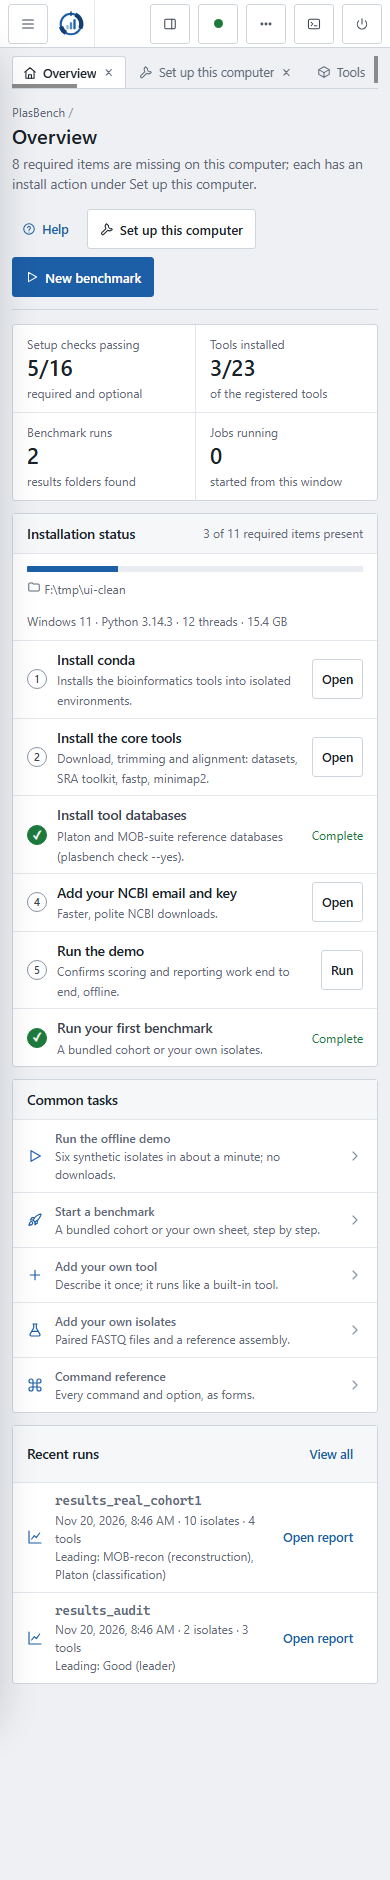 Overview
Set up this computer
Tools
PlasBench /
Overview
8 required items are missing on this computer; each has an
install action under Set up this computer.
Help
Set up this computer
New benchmark
Setup checks passing
5/16
required and optional
Tools installed
3/23
of the registered tools
Benchmark runs
2
results folders found
Jobs running
0
started from this window
Installation status
3 of 11 required items present
F:\tmp\ui-clean
Windows 11 · Python 3.14.3 · 12 threads · 15.4 GB
1
Install conda
Installs the bioinformatics tools into isolated
environments.
Open
2
Install the core tools
Download, trimming and alignment: datasets,
SRA toolkit, fastp, minimap2.
Open
Install tool databases
Platon and MOB-suite reference databases
(plasbench check --yes).
Complete
4
Add your NCBI email and key
Faster, polite NCBI downloads.
Open
5
Run the demo
Confirms scoring and reporting work end to
end, offline.
Run
Run your first benchmark
A bundled cohort or your own isolates.
Complete
Common tasks
Run the offline demo
Six synthetic isolates in about a minute; no
downloads.
Start a benchmark
A bundled cohort or your own sheet, step by step.
Add your own tool
Describe it once; it runs like a built-in tool.
Add your own isolates
Paired FASTQ files and a reference assembly.
Command reference
Every command and option, as forms.
Recent runs
View all
results_real_cohort1
Nov 20, 2026, 8:46 AM · 10 isolates · 4
tools
Leading: MOB-recon (reconstruction),
Platon (classification)
Open report
results_audit
Nov 20, 2026, 8:46 AM · 2 isolates · 3
tools
Leading: Good (leader)
Open report